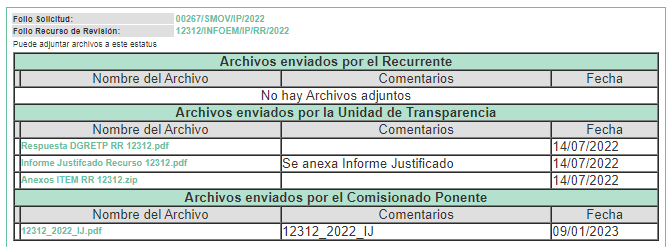 Folio Solicitud: 00267/SMOV/IP/2022
Folio Recurso de Revisión: 12312/INFOEM/IP/RR/2022
Puede adjuntar archivos a este estatus
Archivos enviados por el Recurrente
Nombre del Archivo Comentarios Fecha
No hay Archivos adjuntos
Archivos enviados por la Unidad de Transparencia
Nombre del Archivo Comentarios Fecha
Respuesta DGRETP RR 12312.pdf 14/07/2022
Informe Justifcado Recurso 12312.pdf Se anexa Informe Justificado 14/07/2022
Anexos ITEM RR 12312.zip 14/07/2022
Archivos enviados por el Comisionado Ponente
Nombre del Archivo Comentarios Fecha
12312_2022_IJ.pdf 12312_2022_IJ 09/01/2023